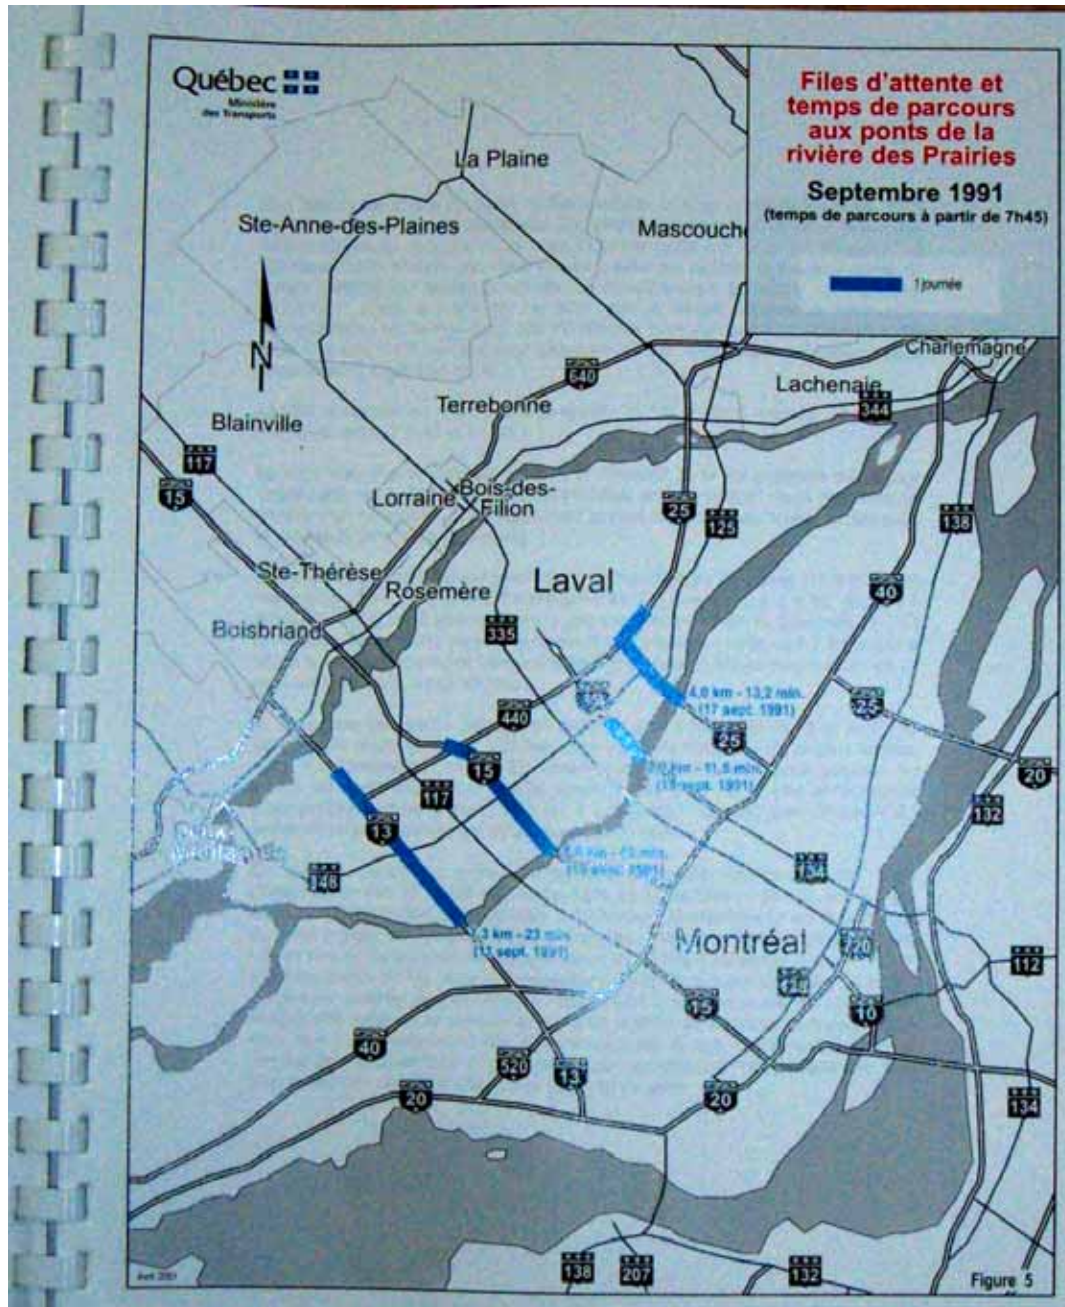 Québec
Ministère
des Transports
Files d'attente et
temps de parcours
aux ponts de la
rivière des Prairies
Septembre 1991
(temps de parcours à partir de 7h45)
1 journée
La Plaine
Ste-Anne-des-Plaines
Mascouche
N
Charlemagne
640
Lachenaie
Terrebonne
344
Blainville
117
15
Lorraine
Bois-des-
Filion
25
125
138
Ste-Thérèse
Rosemère
Laval
40
Boisbriand
335
440
4,0 km - 13,2 min.
(17 sept. 1991)
25
25
15
20
117
132
13
148
134
km - 23 min.
(11 sept. 1991)
Montréal
720
112
15
10
40
520
13
20
20
134
138
207
132
Figure 5